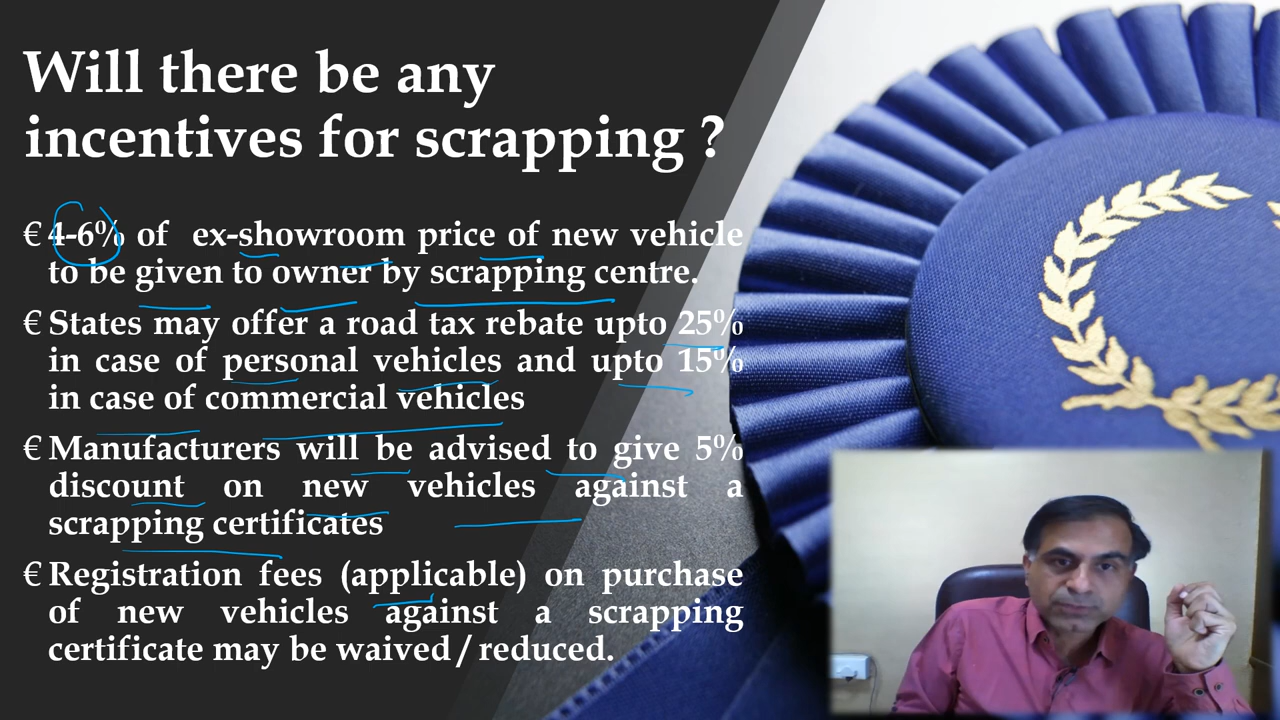 Will there be any
incentives for scrapping ?
€ 4-6% of ex-showroom price of new vehicle
to be given to owner by scrapping centre.
€ States may offer a road tax rebate upto 25%
in case of personal vehicles and upto 15%
in case of commercial vehicles
€ Manufacturers will be advised to give 5%
discount on new vehicles against a
scrapping certificates
€ Registration fees (applicable) on purchase
of new vehicles against a scrapping
certificate may be waived / reduced.